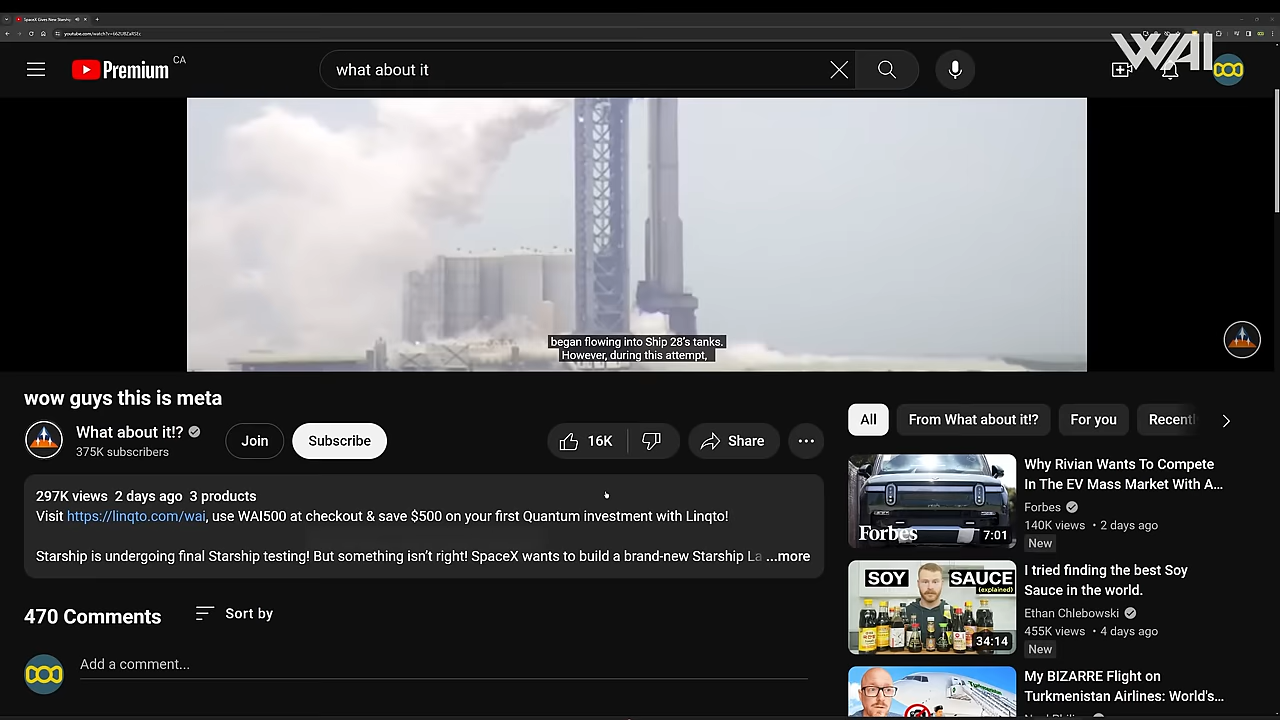 SpaceX Gives New Starship
youtube.com/watch?v=
WAI
Premium
CA
what about it
began flowing into Ship 28's tanks.
However, during this attempt,
wow guys this is meta
What about it!?
375K subscribers
Join
Subscribe
16K
Share
297K views 2 days ago 3 products
Visit https://linqto.com/wai, use WAI500 at checkout & save $500 on your first Quantum investment with Linqto!
Starship is undergoing final Starship testing! But something isn't right! SpaceX wants to build a brand-new Starship La ...more
470 Comments
Sort by
Add a comment...
All
From What about it!?
For you
Recentl
Forbes
7:01
Why Rivian Wants To Compete
In The EV Mass Market With A...
Forbes
140K views • 2 days ago
New
SOY SAUCE
(explained)
34:14
I tried finding the best Soy
Sauce in the world.
Ethan Chlebowski
455K views • 4 days ago
New
My BIZARRE Flight on
Turkmenistan Airlines: World's...